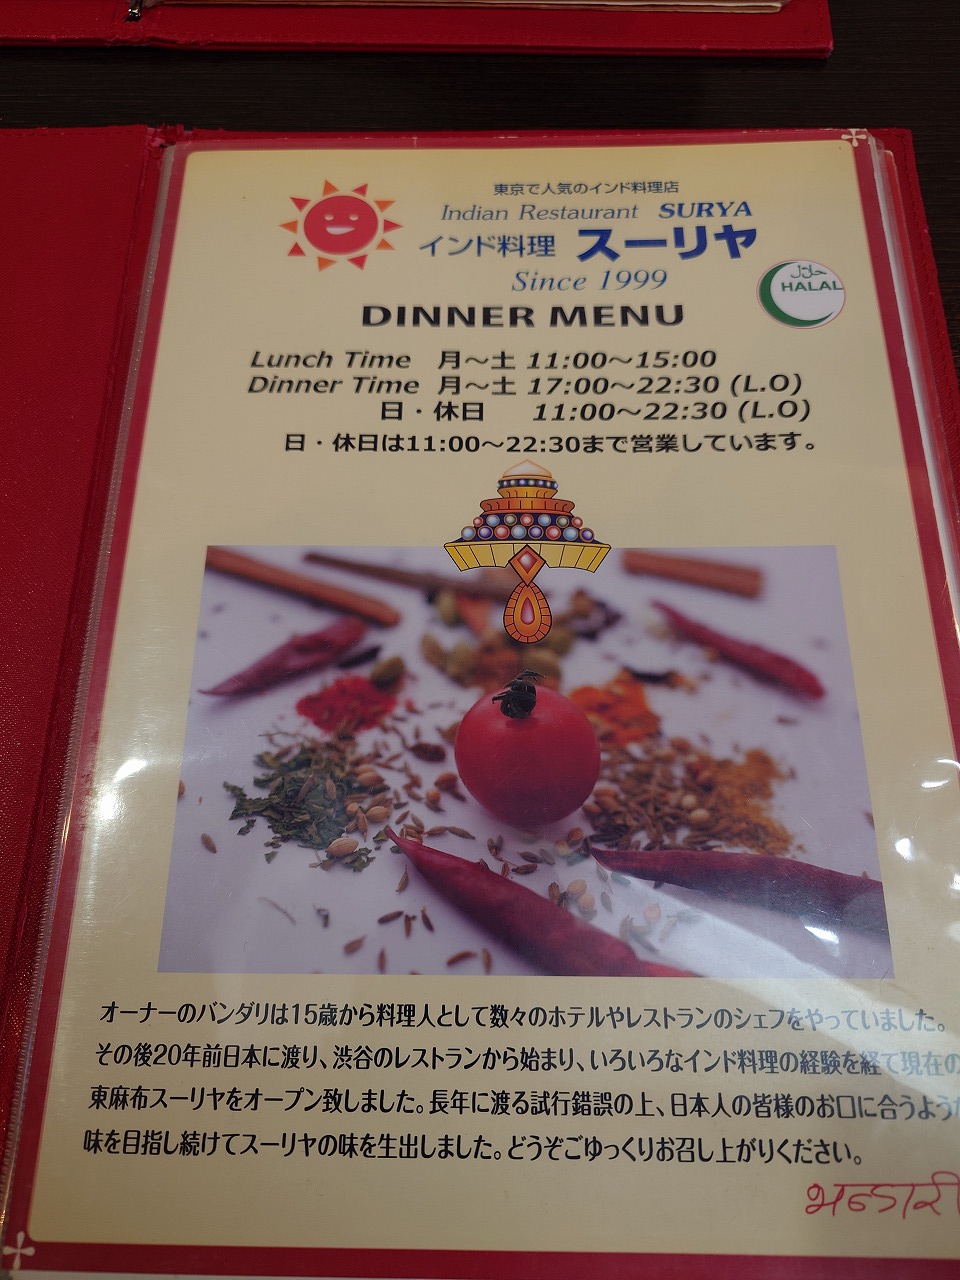 東京で人気のインド料理店
Indian Restaurant SURYA
インド料理 スーリヤ
Since 1999
حلال
HALAL
DINNER MENU
Lunch Time 月～土 11:00～15:00
Dinner Time 月～土 17:00～22:30 (L.O)
日・休日 11:00～22:30 (L.O)
日・休日は11:00～22:30まで営業しています。
オーナーのバンダリは15歳から料理人として数々のホテルやレストランのシェフをやっていました。
その後20年前日本に渡り、渋谷のレストランから始まり、いろいろなインド料理の経験を経て現在の
東麻布スーリヤをオープン致しました。長年に渡る試行錯誤の上、日本人の皆様のお口に合うよう
味を目指し続けてスーリヤの味を生出しました。どうぞごゆっくりお召し上がりください。
भण्डारी